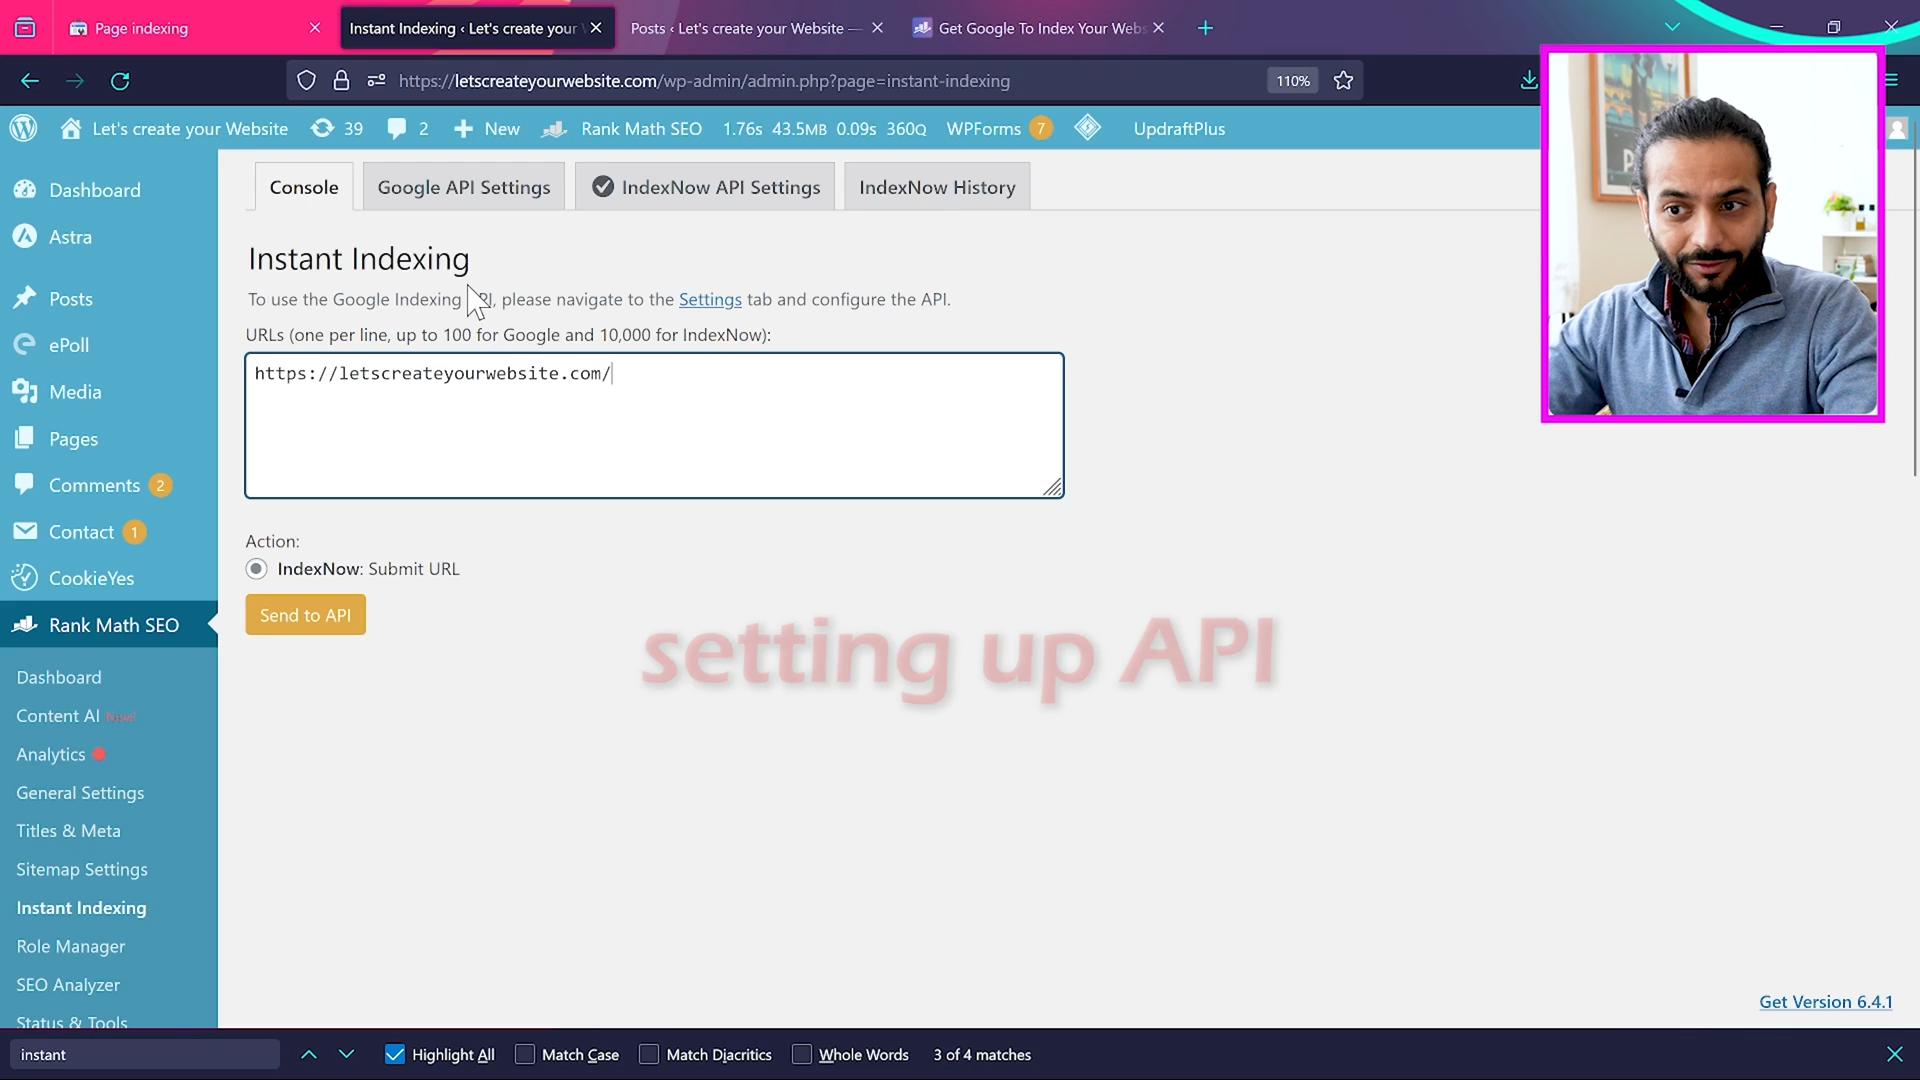 Page indexing
Instant Indexing ‹ Let's create your
Posts ‹ Let's create your Website —
Get Google To Index Your Webs
https://letscreateyourwebsite.com/wp-admin/admin.php?page=instant-indexing
110%
Let's create your Website
39
2
New
Rank Math SEO
1.76s 43.5MB 0.09s 360Q
WPForms 7
UpdraftPlus
Dashboard
Astra
Posts
ePoll
Media
Pages
Comments 2
Contact 1
CookieYes
Rank Math SEO
Dashboard
Content AI New!
Analytics
General Settings
Titles & Meta
Sitemap Settings
Instant Indexing
Role Manager
SEO Analyzer
Status & Tools
Console
Google API Settings
IndexNow API Settings
IndexNow History
Instant Indexing
To use the Google Indexing API, please navigate to the Settings tab and configure the API.
URLs (one per line, up to 100 for Google and 10,000 for IndexNow):
https://letscreateyourwebsite.com/
Action:
IndexNow: Submit URL
Send to API
setting up API
Get Version 6.4.1
instant
Highlight All
Match Case
Match Diacritics
Whole Words
3 of 4 matches